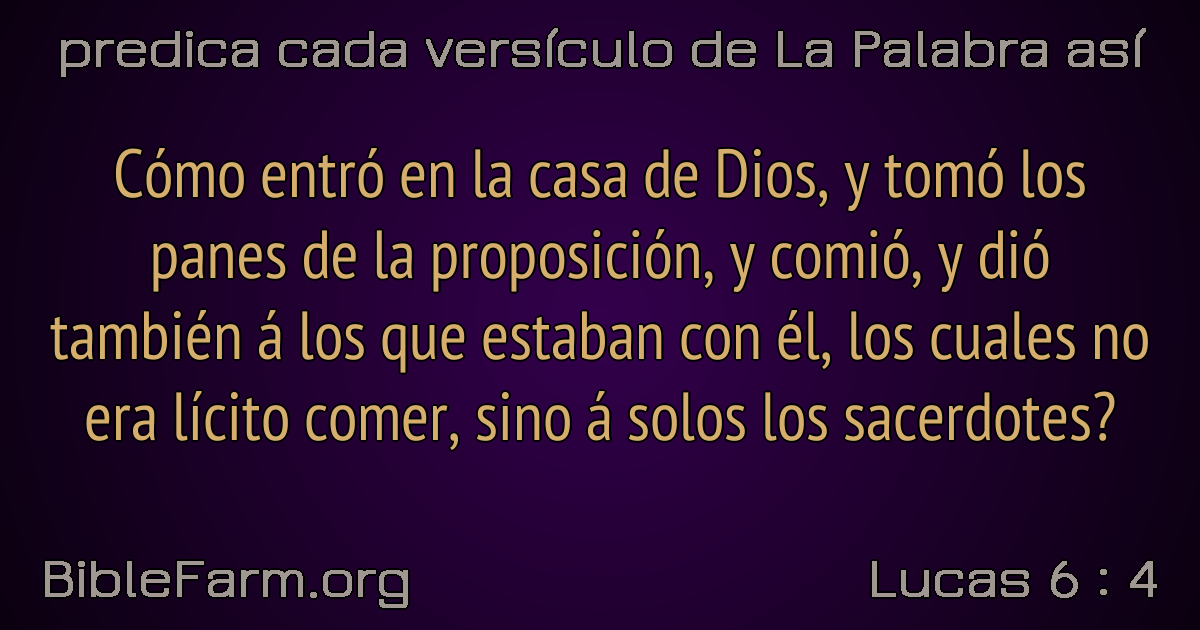 predica cada versículo de La Palabra así
Cómo entró en la casa de Dios, y tomó los
panes de la proposición, y comió, y dió
también á los que estaban con él, los cuales no
era lícito comer, sino á solos los sacerdotes?
BibleFarm.org
Lucas 6 : 4